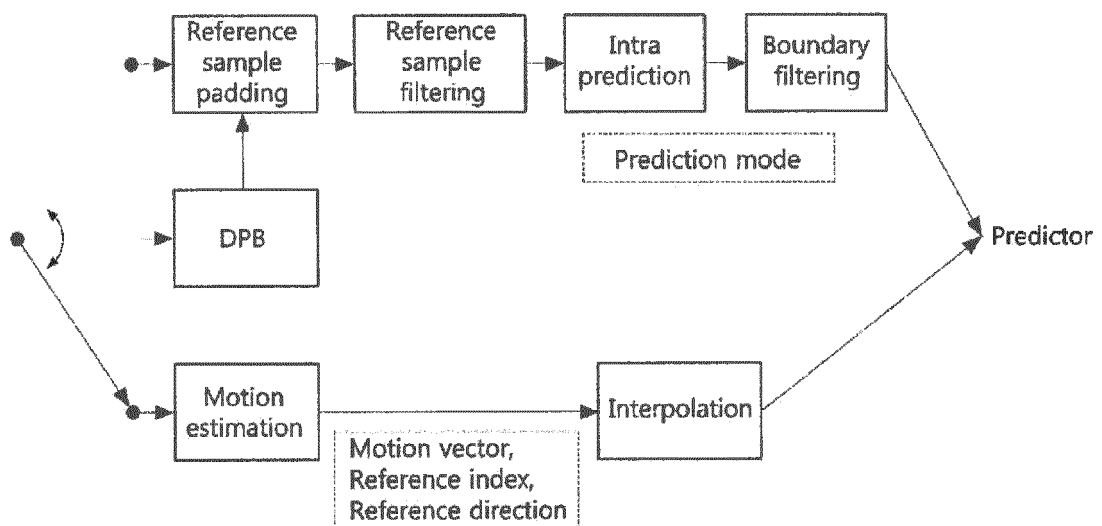 Reference
sample
padding
Reference
sample
filtering
Intra
prediction
Boundary
filtering
Prediction mode
DPB
Predictor
Motion
estimation
Interpolation
Motion vector,
Reference index,
Reference direction